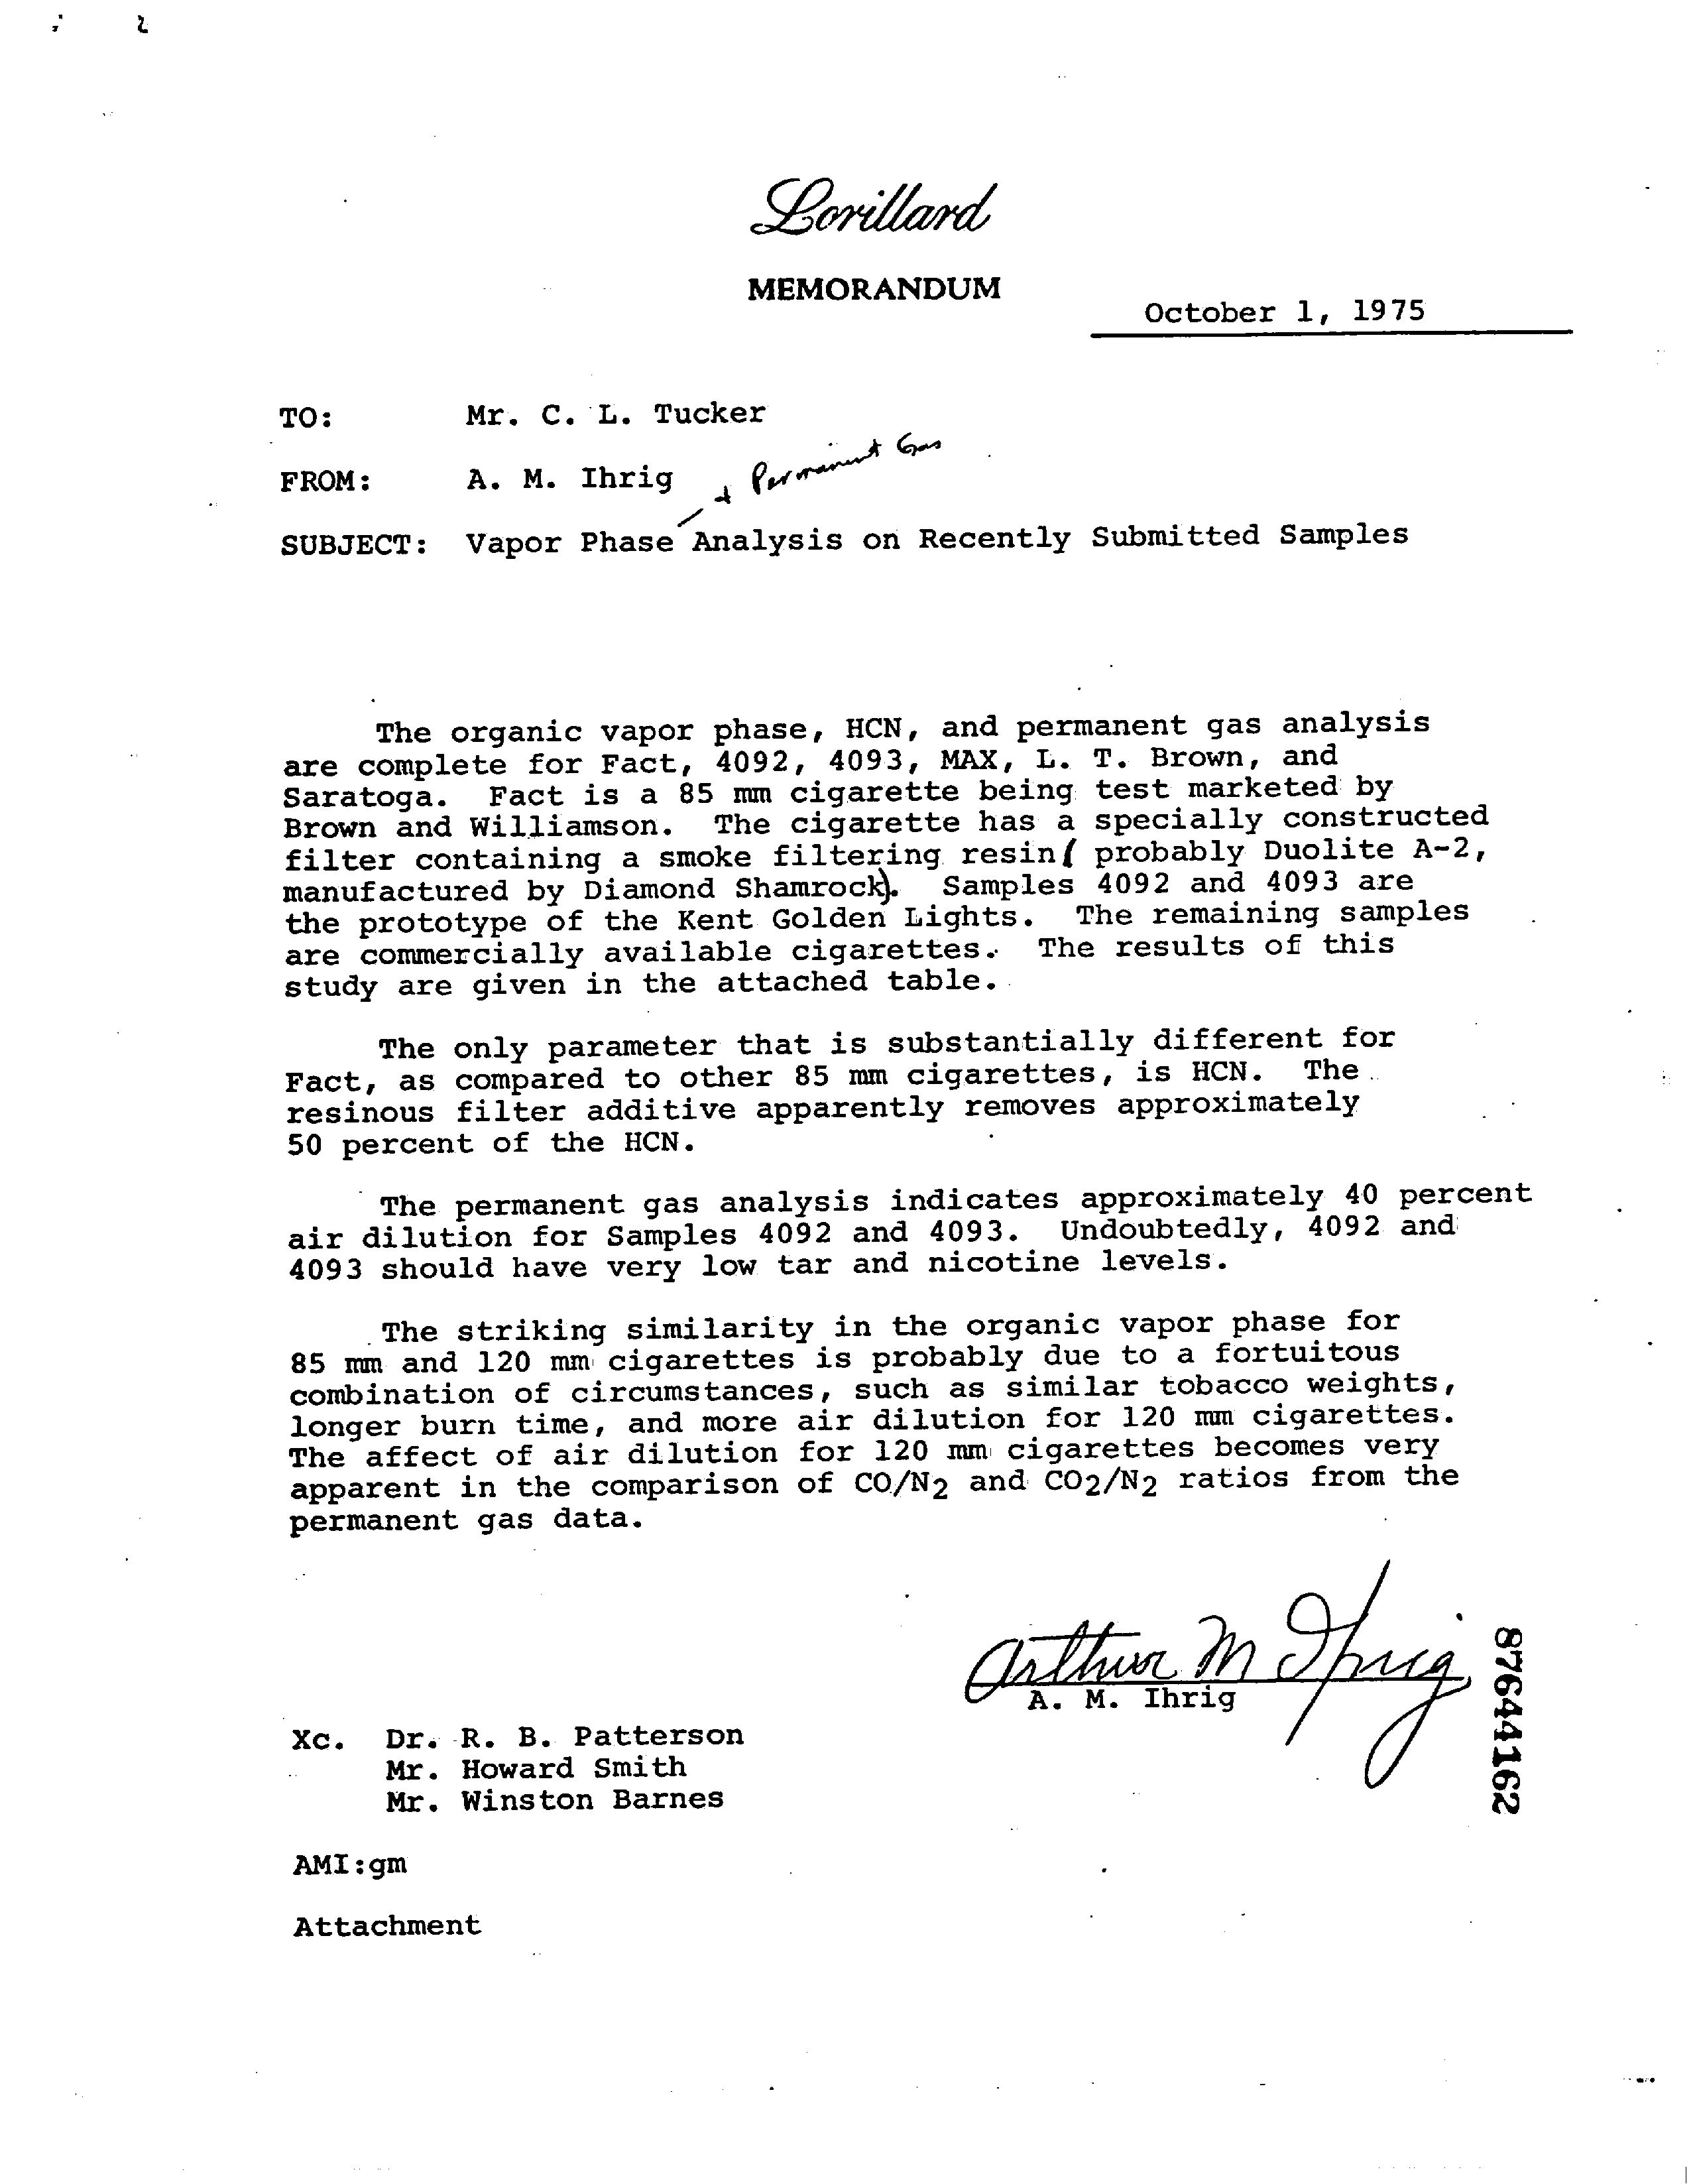 Lorillard
MEMORANDUM
October 1, 1975
TO: Mr. C. L. Tucker
FROM: A. M. Ihrig
+ Permanent Gas
SUBJECT: Vapor Phase Analysis on Recently Submitted Samples
The organic vapor phase, HCN, and permanent gas analysis
are complete for Fact, 4092, 4093, MAX, L. T. Brown, and
Saratoga. Fact is a 85 mm cigarette being test marketed by
Brown and Williamson. The cigarette has a specially constructed
filter containing a smoke filtering resin( probably Duolite A-2,
manufactured by Diamond Shamrock). Samples 4092 and 4093 are
the prototype of the Kent Golden Lights. The remaining samples
are commercially available cigarettes. The results of this
study are given in the attached table.
The only parameter that is substantially different for
Fact, as compared to other 85 mm cigarettes, is HCN. The
resinous filter additive apparently removes approximately
50 percent of the HCN.
The permanent gas analysis indicates approximately 40 percent
air dilution for Samples 4092 and 4093. Undoubtedly, 4092 and
4093 should have very low tar and nicotine levels.
The striking similarity in the organic vapor phase for
85 mm and 120 mm cigarettes is probably due to a fortuitous
combination of circumstances, such as similar tobacco weights,
longer burn time, and more air dilution for 120 mm cigarettes.
The affect of air dilution for 120 mm cigarettes becomes very
apparent in the comparison of CO/N2 and CO2/N2 ratios from the
permanent gas data.
Arthur M Ihrig
A. M. Ihrig
87644162
Xc. Dr. R. B. Patterson
Mr. Howard Smith
Mr. Winston Barnes
AMI:gm
Attachment